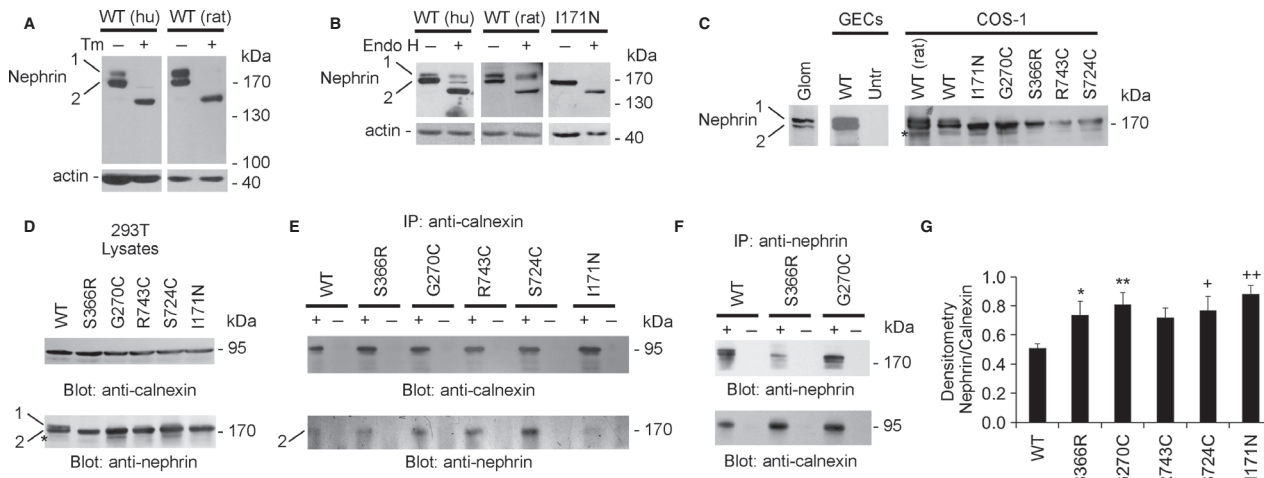 A
WT (hu) WT (rat)
Tm – + – +
kDa
1
Nephrin
2
- 170
- 130
- 100
actin -
- 40
B
WT (hu) WT (rat) I171N
Endo H – + – + – +
kDa
1
Nephrin
2
- 170
- 130
actin -
- 40
C
GECs COS-1
Glom WT Untr WT (rat) WT I171N G270C S366R R743C S724C
kDa
1
Nephrin
2
*
- 170
D
293T
Lysates
WT S366R G270C R743C S724C I171N
kDa
- 95
Blot: anti-calnexin
1
2
*
- 170
Blot: anti-nephrin
E
IP: anti-calnexin
WT S366R G270C R743C S724C I171N
+ – + – + – + – + – + –
kDa
- 95
Blot: anti-calnexin
2
- 170
Blot: anti-nephrin
F
IP: anti-nephrin
WT S366R G270C
+ – + – + –
kDa
- 170
Blot: anti-nephrin
- 95
Blot: anti-calnexin
G
Densitometry
Nephrin/Calnexin
1.0
0.8
0.6
0.4
0.2
0.0
* ** + ++
WT I171N